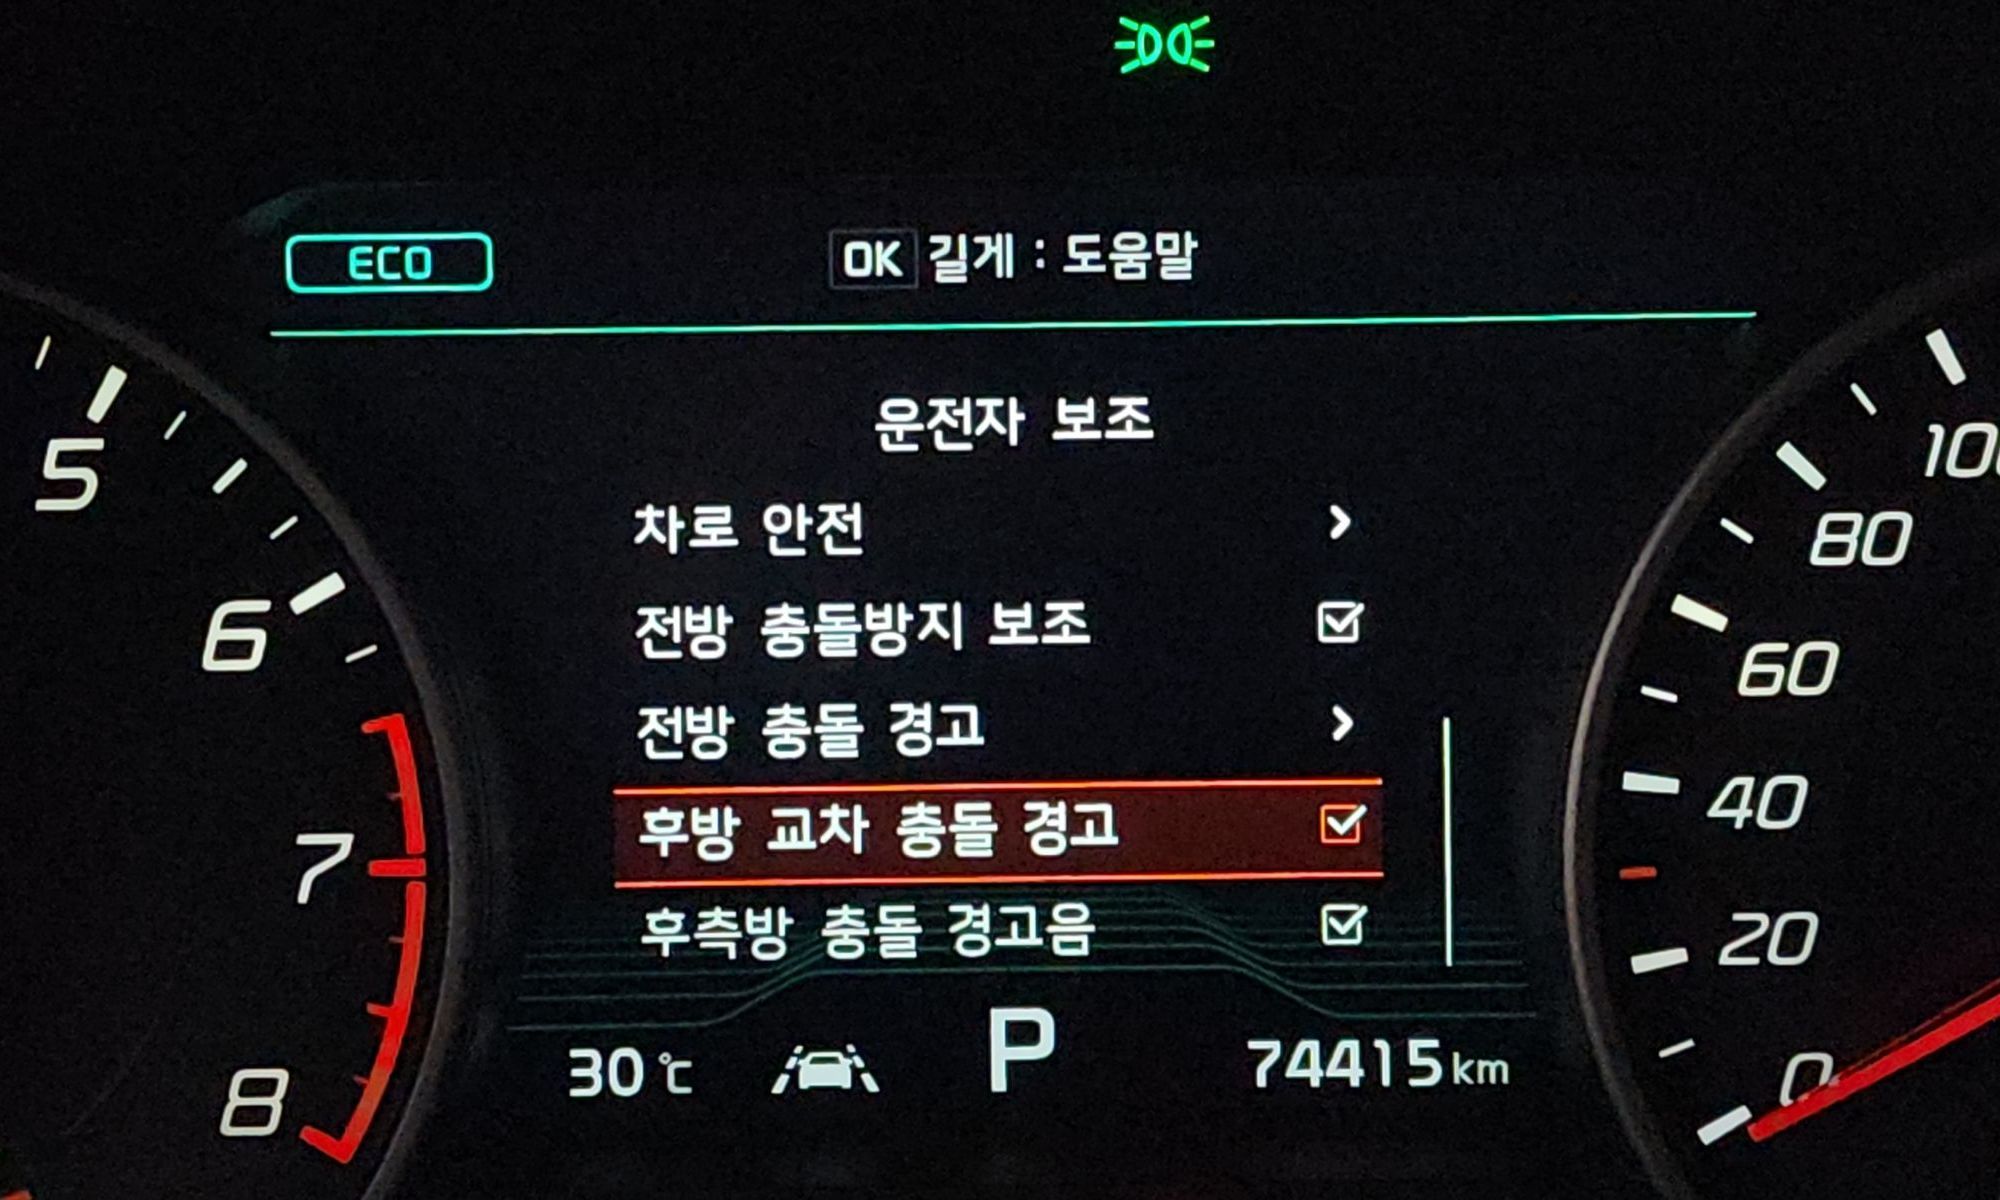 ECO
OK 길게 : 도움말
운전자 보조
차로 안전
전방 충돌방지 보조
전방 충돌 경고
후방 교차 충돌 경고
후측방 충돌 경고음
30 ℃
P
74415 km
5
6
7
8
80
60
40
20
0